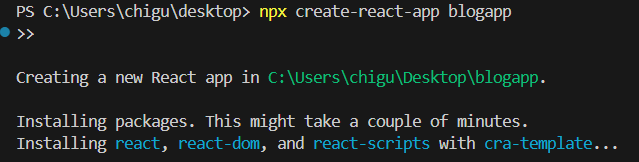 PS C:\Users\chigu\desktop> npx create-react-app blogapp
>>
Creating a new React app in C:\Users\chigu\Desktop\blogapp.
Installing packages. This might take a couple of minutes.
Installing react, react-dom, and react-scripts with cra-template...